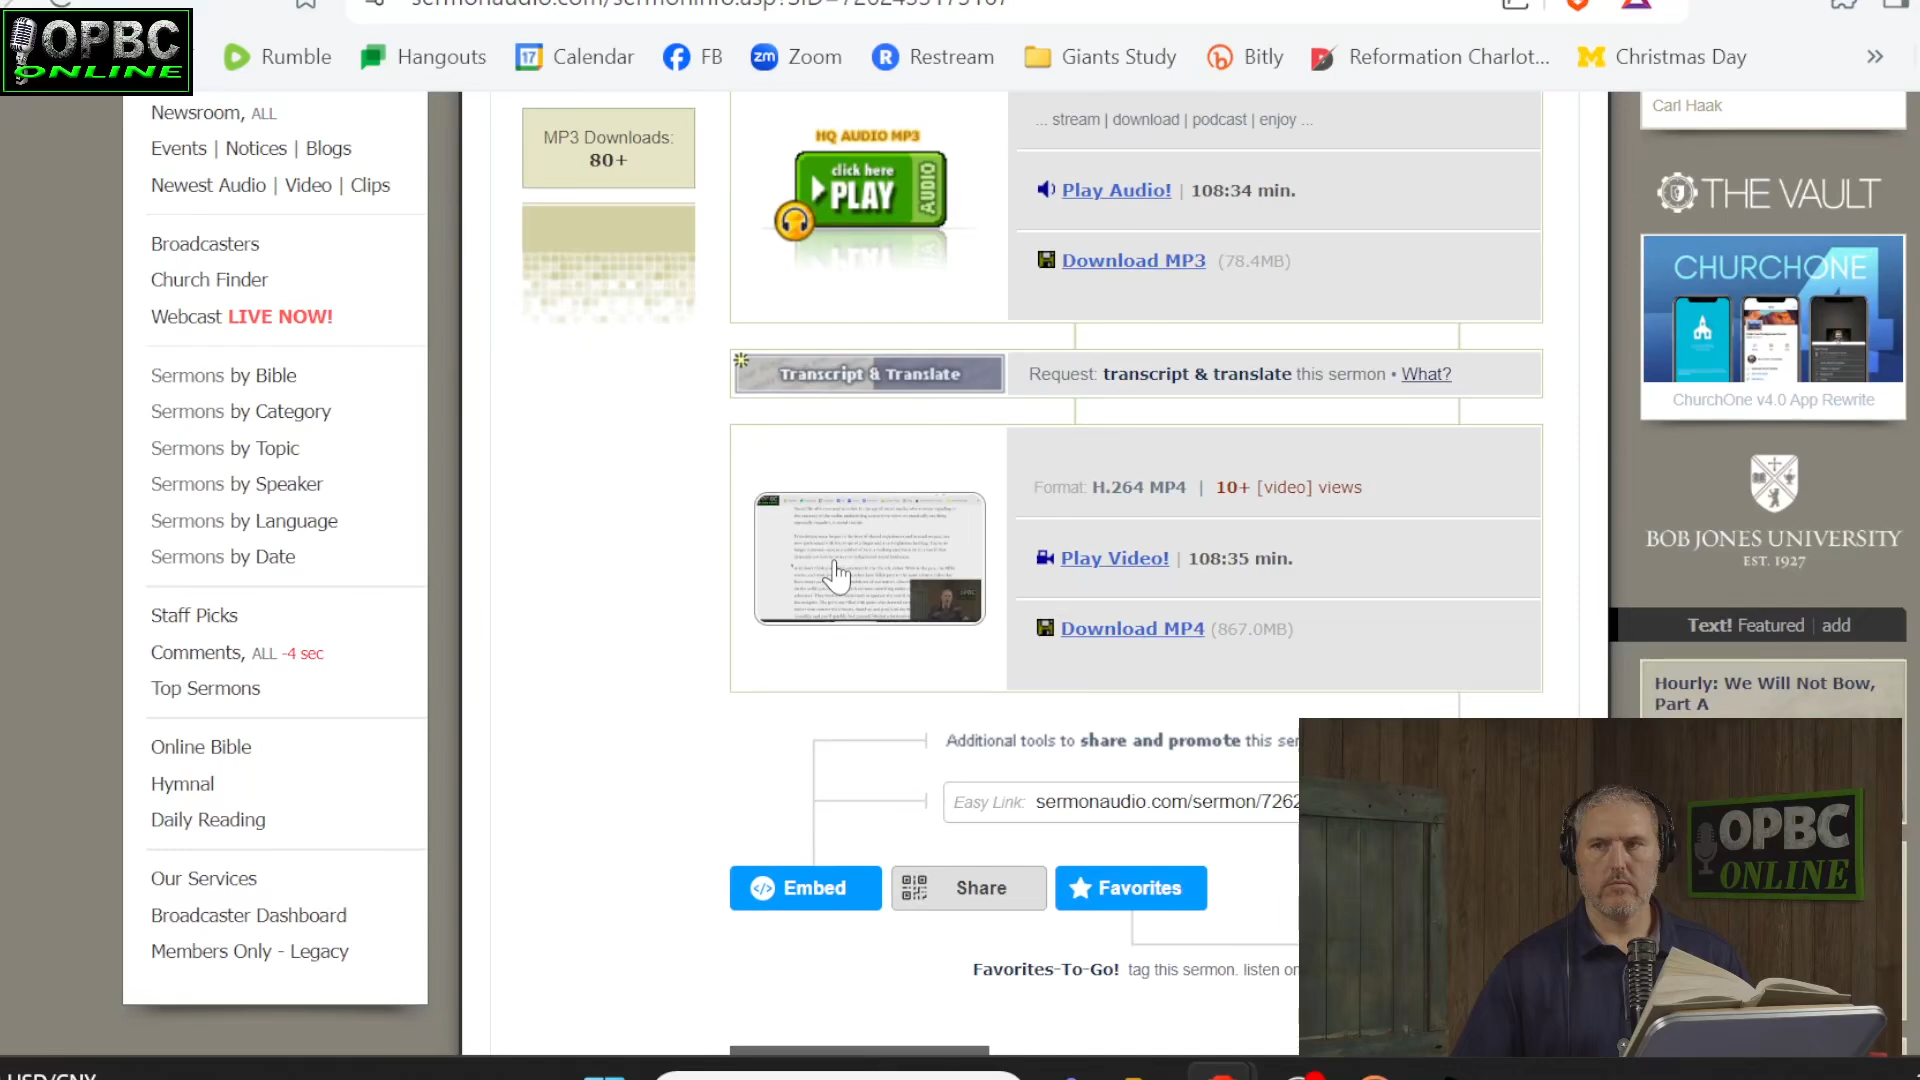 OPBC
ONLINE
Rumble
Hangouts
Calendar
FB
Zoom
Restream
Giants Study
Bitly
Reformation Charlot...
Christmas Day
Newsroom, ALL
Events | Notices | Blogs
Newest Audio | Video | Clips
Broadcasters
Church Finder
Webcast LIVE NOW!
Sermons by Bible
Sermons by Category
Sermons by Topic
Sermons by Speaker
Sermons by Language
Sermons by Date
Staff Picks
Comments, ALL -4 sec
Top Sermons
Online Bible
Hymnal
Daily Reading
Our Services
Broadcaster Dashboard
Members Only - Legacy
MP3 Downloads:
80+
HQ AUDIO MP3
click here
PLAY
AUDIO
... stream | download | podcast | enjoy ...
Play Audio! | 108:34 min.
Download MP3 (78.4MB)
Transcript & Translate
Request: transcript & translate this sermon • What?
Format: H.264 MP4 | 10+ [video] views
Play Video! | 108:35 min.
Download MP4 (867.0MB)
Additional tools to share and promote this ser
Easy Link: sermonaudio.com/sermon/7262
Embed
Share
Favorites
Favorites-To-Go! tag this sermon. listen on
Carl Haak
THE VAULT
CHURCHONE
ChurchOne v4.0 App Rewrite
BOB JONES UNIVERSITY
EST. 1927
Text! Featured | add
Hourly: We Will Not Bow,
Part A
OPBC
ONLINE